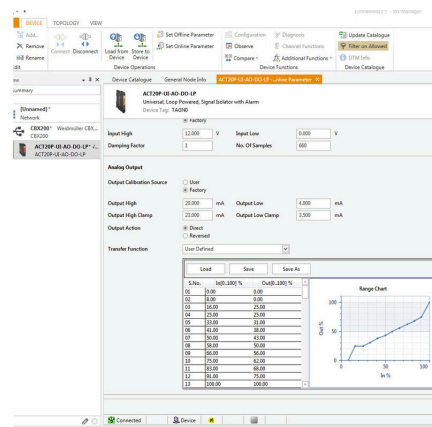 [unnamed]
DEVICE TOPOLOGY VIEW
Add...
Remove
Rename
Connect Disconnect
Load from Device
Store to Device
Set Offline Parameter
Set Online Parameter
Configuration
Observe
Compare
Diagnosis
Channel Functions
Additional Functions
Update Catalogue
Filter on Allowed
DTM Info
Edit
Device Operations
Device Functions
Device Catalogue
Device Catalogue General Node Info ACT20P-UI-AO-DO-LP ...nline Parameter
ummary
[Unnamed]*
Network
CBX200* Weidmüller CBX...
CBX200
ACT20P-UI-AO-DO-LP* /...
ACT20P-UI-AO-DO-LP
ACT20P-UI-AO-DO-LP
Universal, Loop Powered, Signal Isolator with Alarm
Device Tag: TAGN0
Factory
Input High 12.000 V Input Low 0.000 V
Damping Factor 1 No. Of Samples 660
Analog Output
Output Calibration Source User
Factory
Output High 20.000 mA Output Low 4.000 mA
Output High Clamp 23.000 mA Output Low Clamp 3.500 mA
Output Action Direct
Reversed
Transfer Function User Defined
Load Save Save As
S.No. In[0..100] % Out[0..100] %
01 0.00 0.00
02 8.00 0.00
03 16.00 25.00
04 25.00 25.00
05 33.00 31.00
06 41.00 38.00
07 50.00 43.00
08 58.00 50.00
09 66.00 56.00
10 75.00 62.00
11 83.00 68.00
12 91.00 75.00
13 100.00 100.00
Range Chart
100
50
0
Out %
0 50 100
In %
Connected Device